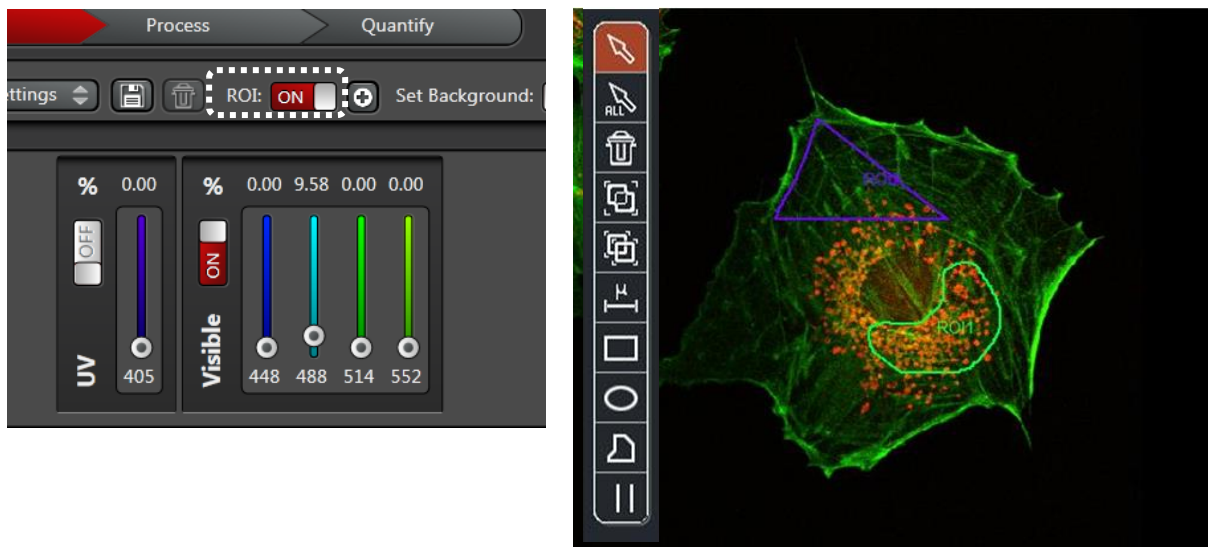 Process
Quantify
ttings
ROI: ON
Set Background:
% 0.00
OFF
UV
405
% 0.00 9.58 0.00 0.00
ON
Visible
448 488 514 552
ALL
μ
ROI1